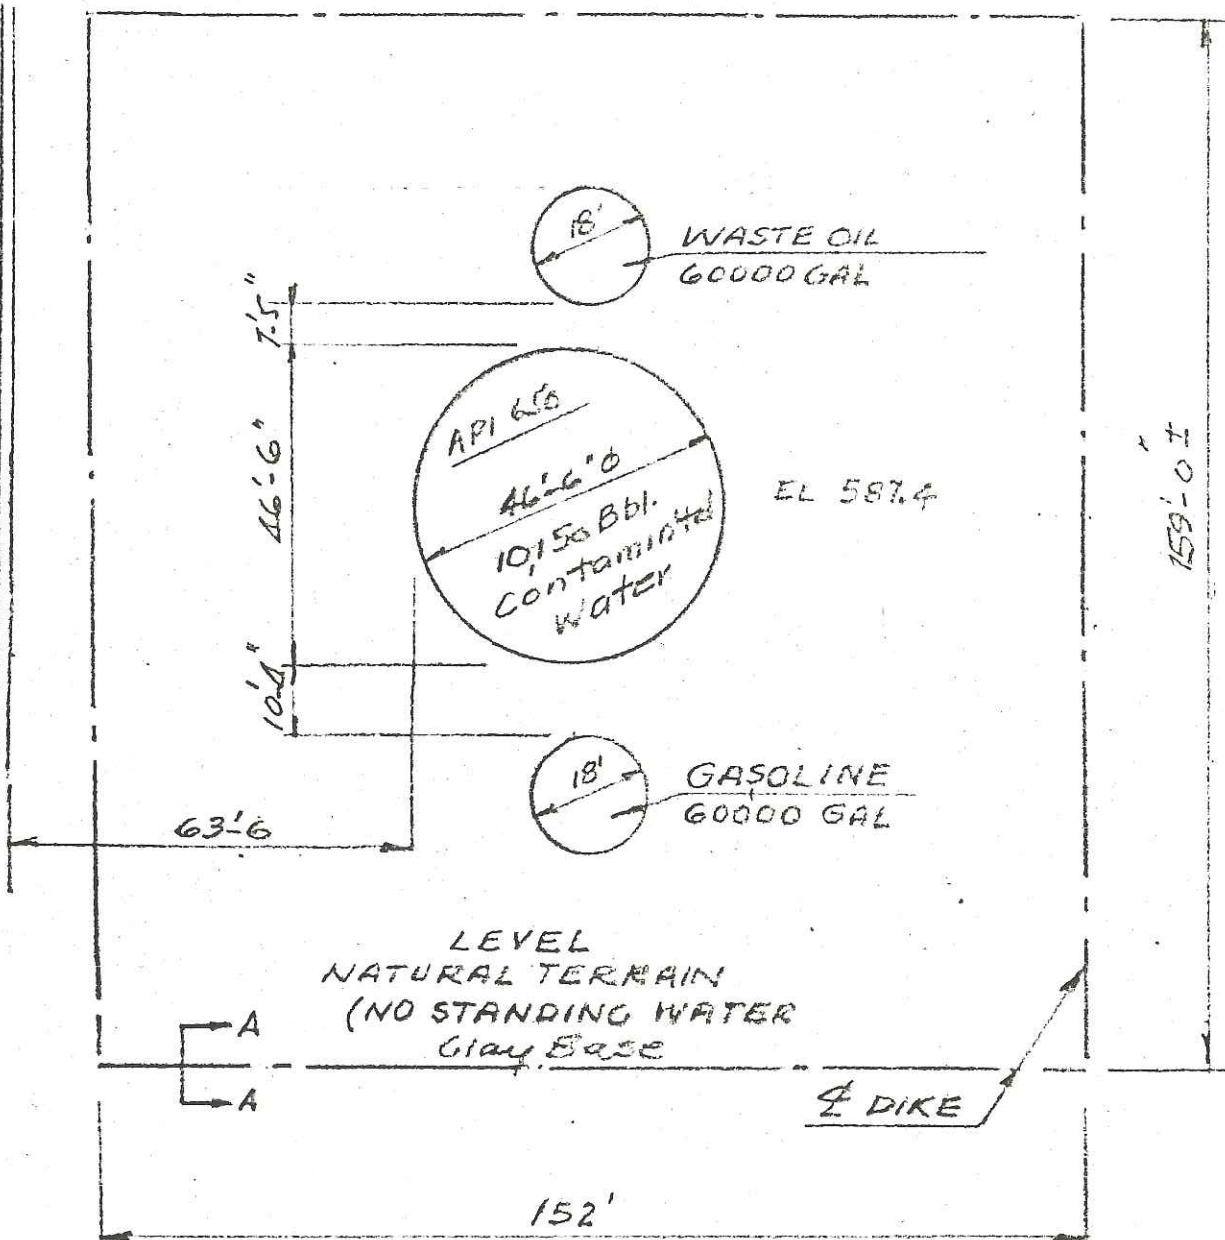 18'
WASTE OIL
60000 GAL
7'-5"
API 650
46'-6"
46'-6" Ø
10,150 Bbl.
Contamintd
Water
EL 587.4
159'-0" ±
10'-4"
18'
GASOLINE
60000 GAL
63'-6
LEVEL
NATURAL TERRAIN
(NO STANDING WATER
Clay Base
A
A
℄ DIKE
152'